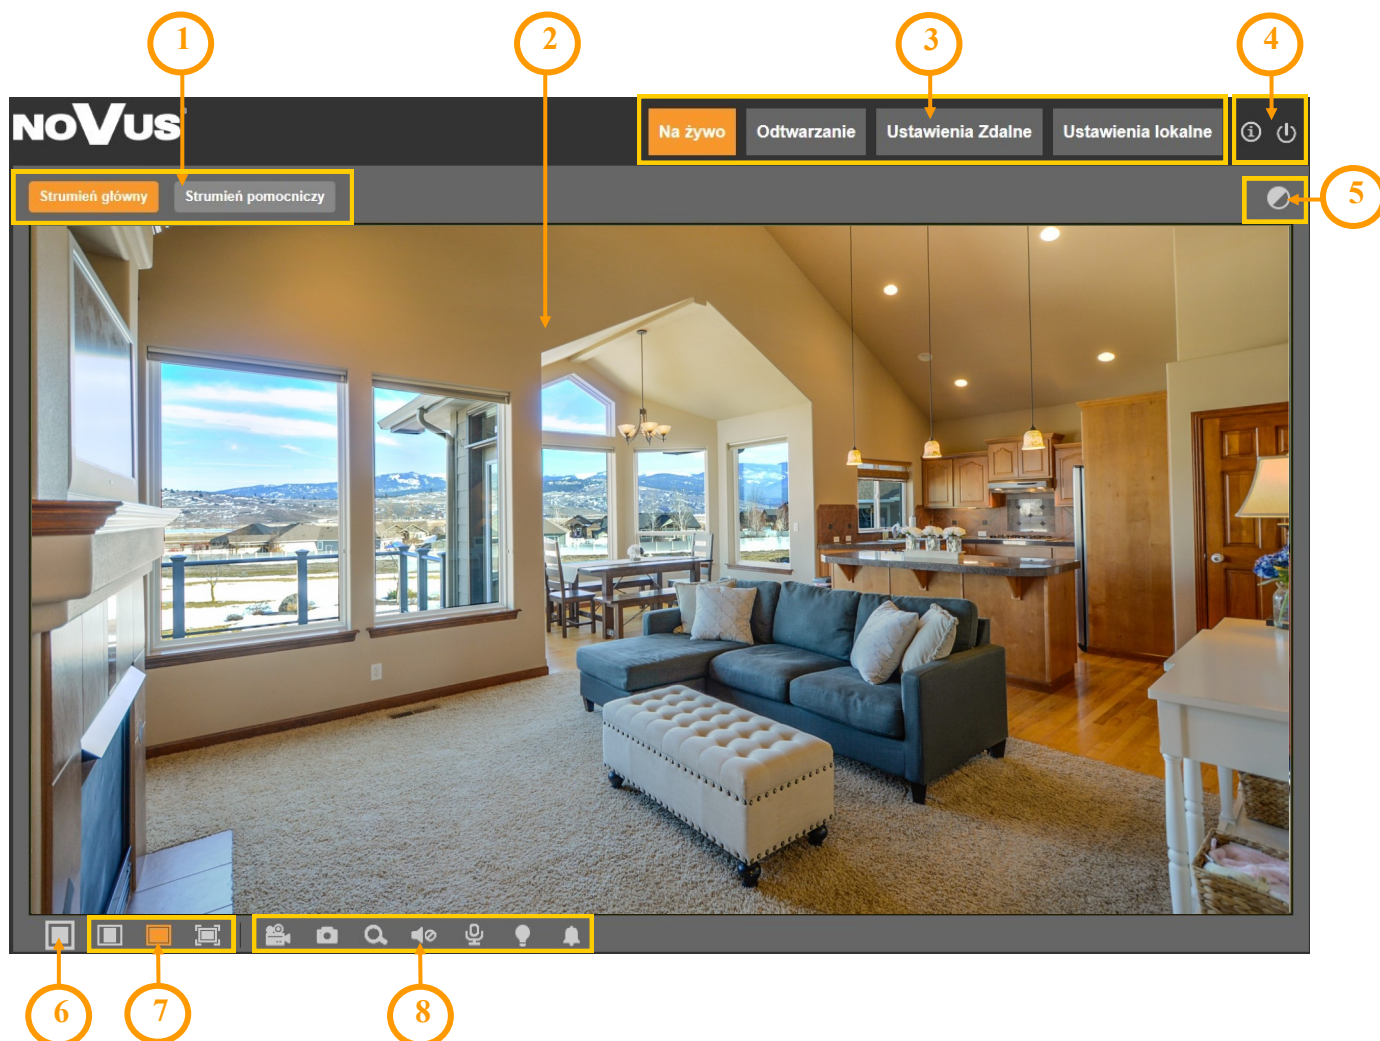 1
2
3
4
NOVUS
Na żywo
Odtwarzanie
Ustawienia Zdalne
Ustawienia lokalne
Strumień główny
Strumień pomocniczy
5
6
7
8